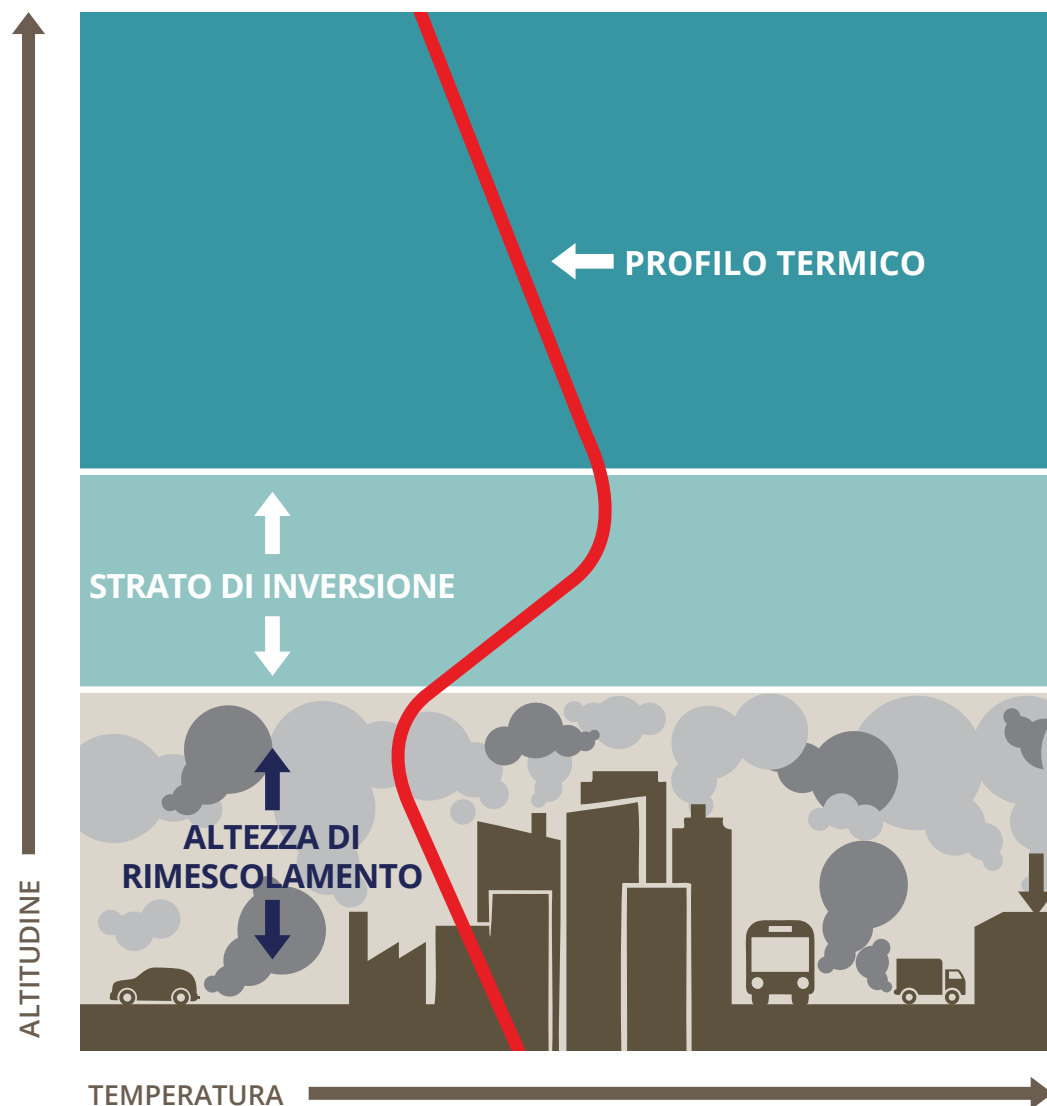 PROFILO TERMICO
STRATO DI INVERSIONE
ALTEZZA DI
RIMESCOLAMENTO
ALTITUDINE
TEMPERATURA